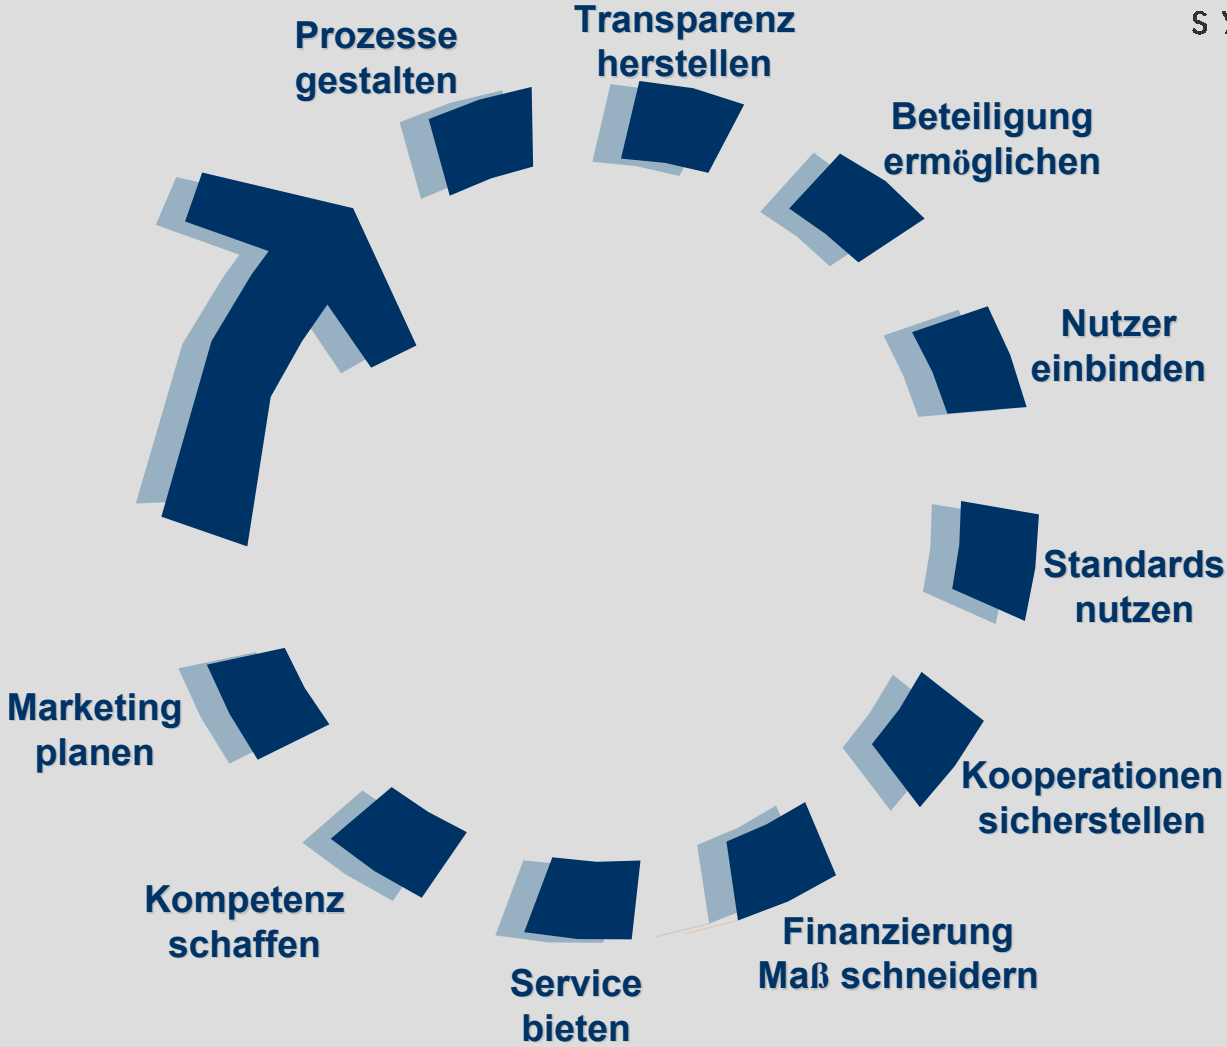 Prozesse
gestalten
Transparenz
herstellen
Beteiligung
ermöglichen
Nutzer
einbinden
Standards
nutzen
Kooperationen
sicherstellen
Finanzierung
Maß schneidern
Service
bieten
Kompetenz
schaffen
Marketing
planen